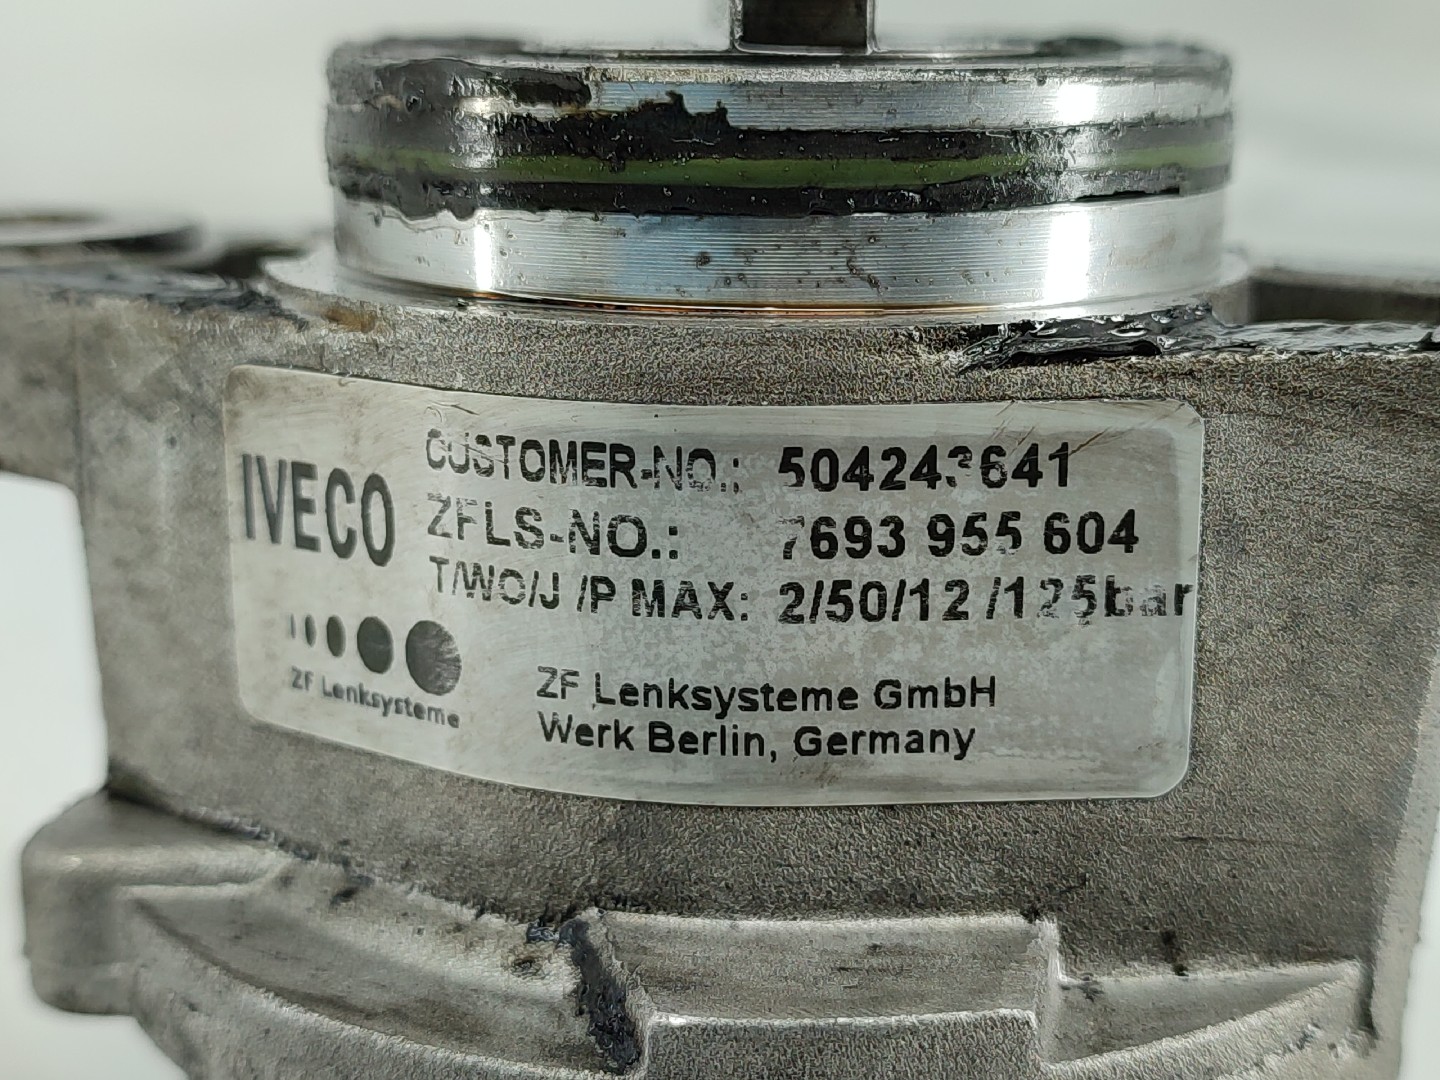 IVECO
CUSTOMER-NO.: 504243641
ZFLS-NO.: 7693 955 604
T/WO/J /P MAX: 2/50/12 /125bar
ZF Lenksysteme
ZF Lenksysteme GmbH
Werk Berlin, Germany